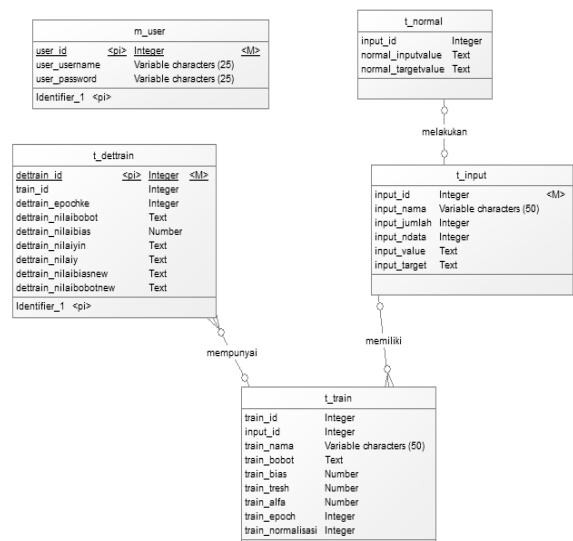 m_user
user_id <pi> Integer <M>
user_username Variable characters (25)
user_password Variable characters (25)
Identifier_1 <pi>
t_normal
input_id Integer
normal_inputvalue Text
normal_targetvalue Text
melakukan
t_dettrain
dettrain_id <pi> Integer <M>
train_id Integer
dettrain_epochke Integer
dettrain_nilaibobot Text
dettrain_nilaibias Number
dettrain_nilaiyin Text
dettrain_nilaiy Text
dettrain_nilaibiasnew Text
dettrain_nilaibobotnew Text
Identifier_1 <pi>
t_input
input_id Integer <M>
input_nama Variable characters (50)
input_jumlah Integer
input_ndata Integer
input_value Text
input_target Text
mempunyai
memiliki
t_train
train_id Integer
input_id Integer
train_nama Variable characters (50)
train_bobot Text
train_bias Number
train_tresh Number
train_alfa Number
train_epoch Integer
train_normalisasi Integer